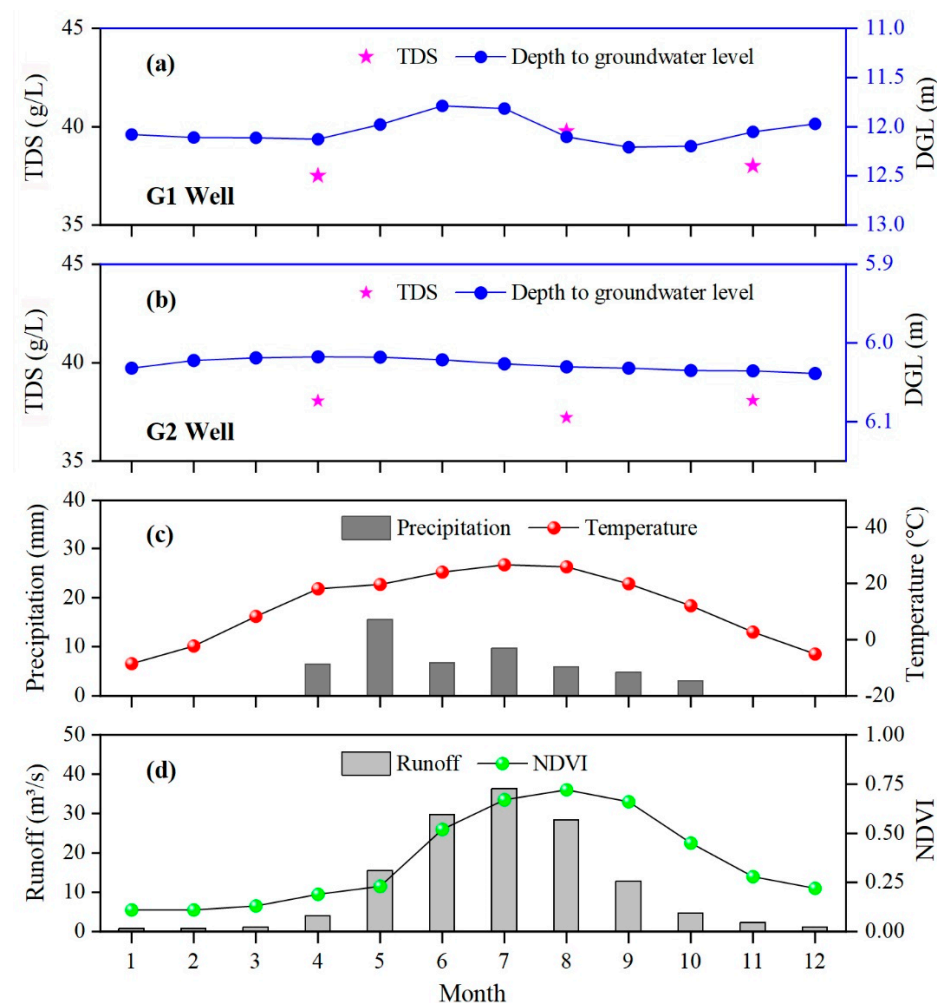 (a)
TDS
Depth to groundwater level
G1 Well
TDS (g/L)
45
40
35
11.0
11.5
12.0
12.5
13.0
DGL (m)
(b)
TDS
Depth to groundwater level
G2 Well
TDS (g/L)
45
40
35
5.9
6.0
6.1
DGL (m)
(c)
Precipitation
Temperature
Precipitation (mm)
40
30
20
10
0
40
20
0
-20
Temperature (°C)
(d)
Runoff
NDVI
Runoff (m³/s)
50
40
30
20
10
0
1.00
0.75
0.50
0.25
0.00
NDVI
1 2 3 4 5 6 7 8 9 10 11 12
Month